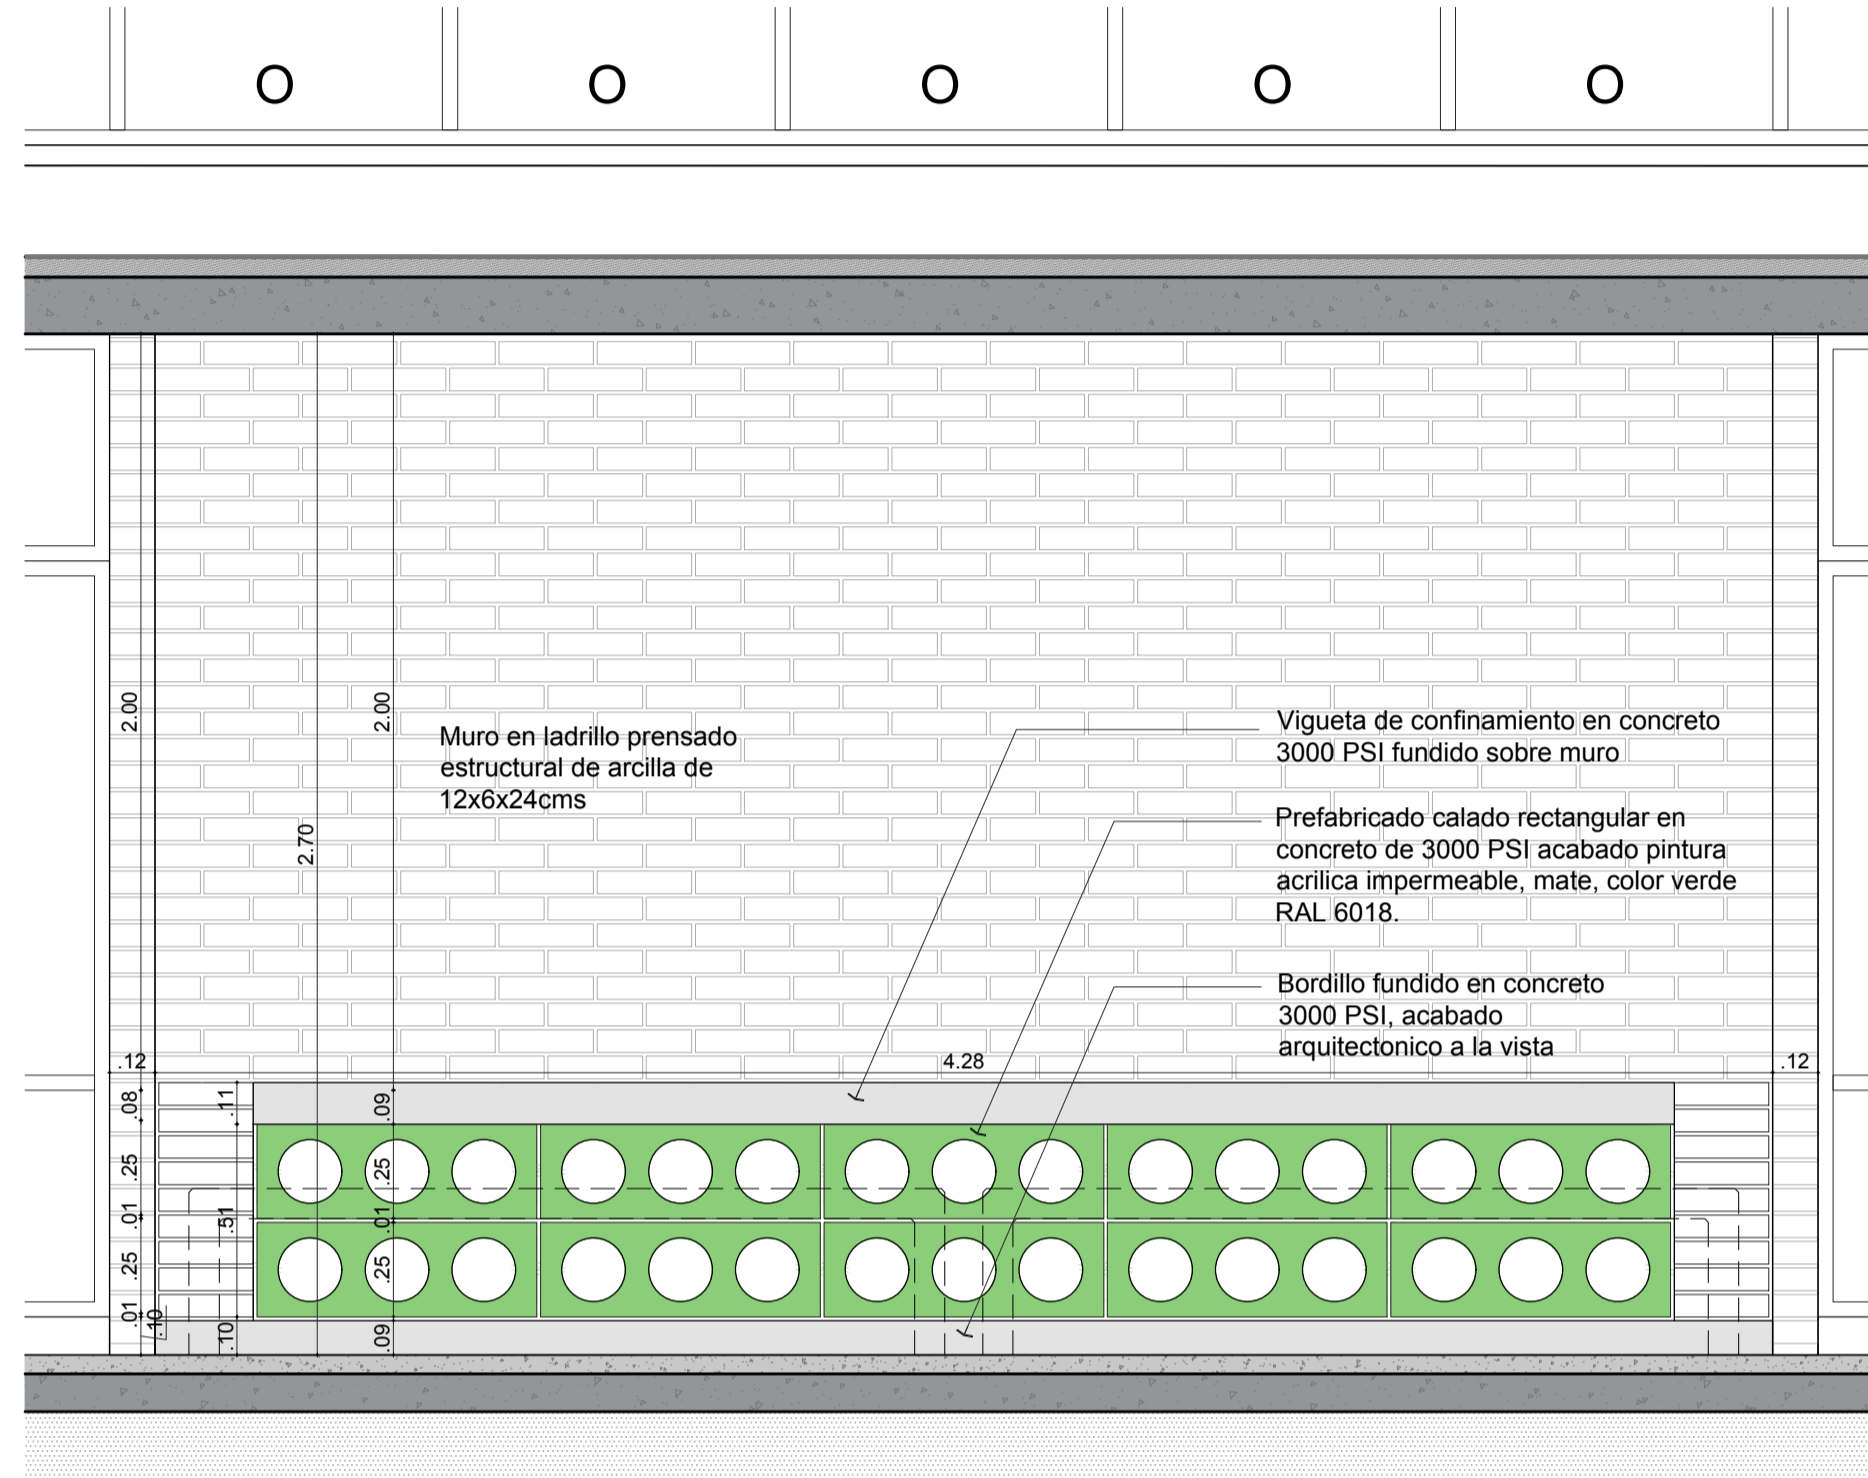 O O O O O
2.00
2.00
2.70
Muro en ladrillo prensado
estructural de arcilla de
12x6x24cms
Vigueta de confinamiento en concreto
3000 PSI fundido sobre muro
Prefabricado calado rectangular en
concreto de 3000 PSI acabado pintura
acrilica impermeable, mate, color verde
RAL 6018.
Bordillo fundido en concreto
3000 PSI, acabado
arquitectonico a la vista
.12
4.28
.12
.08
.11
.09
.25
.25
.01
.51
.01
.25
.25
.01
.10
.10
.09